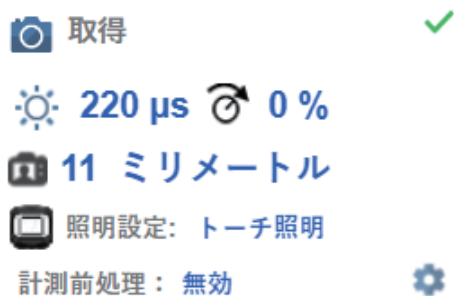 取得
220 µs 0 %
11 ミリメートル
照明設定: トーチ照明
計測前処理： 無効